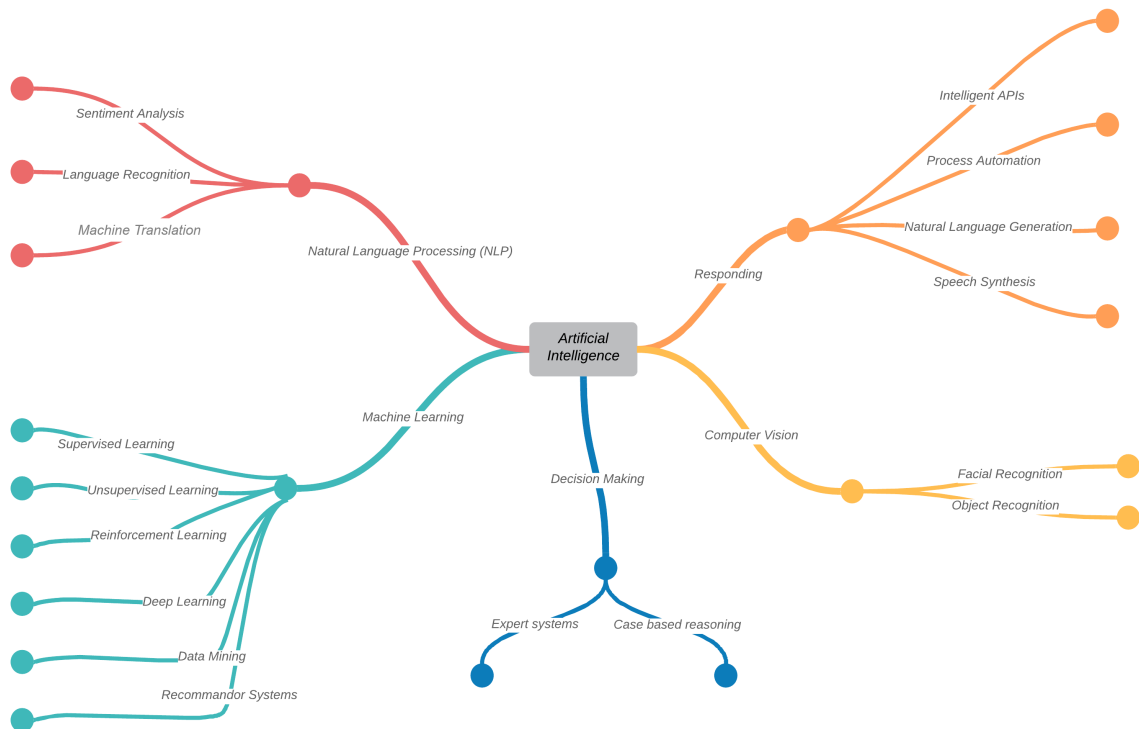 Artificial
Intelligence
Natural Language Processing (NLP)
Sentiment Analysis
Language Recognition
Machine Translation
Machine Learning
Supervised Learning
Unsupervised Learning
Reinforcement Learning
Deep Learning
Data Mining
Recommandor Systems
Decision Making
Expert systems
Case based reasoning
Responding
Intelligent APIs
Process Automation
Natural Language Generation
Speech Synthesis
Computer Vision
Facial Recognition
Object Recognition